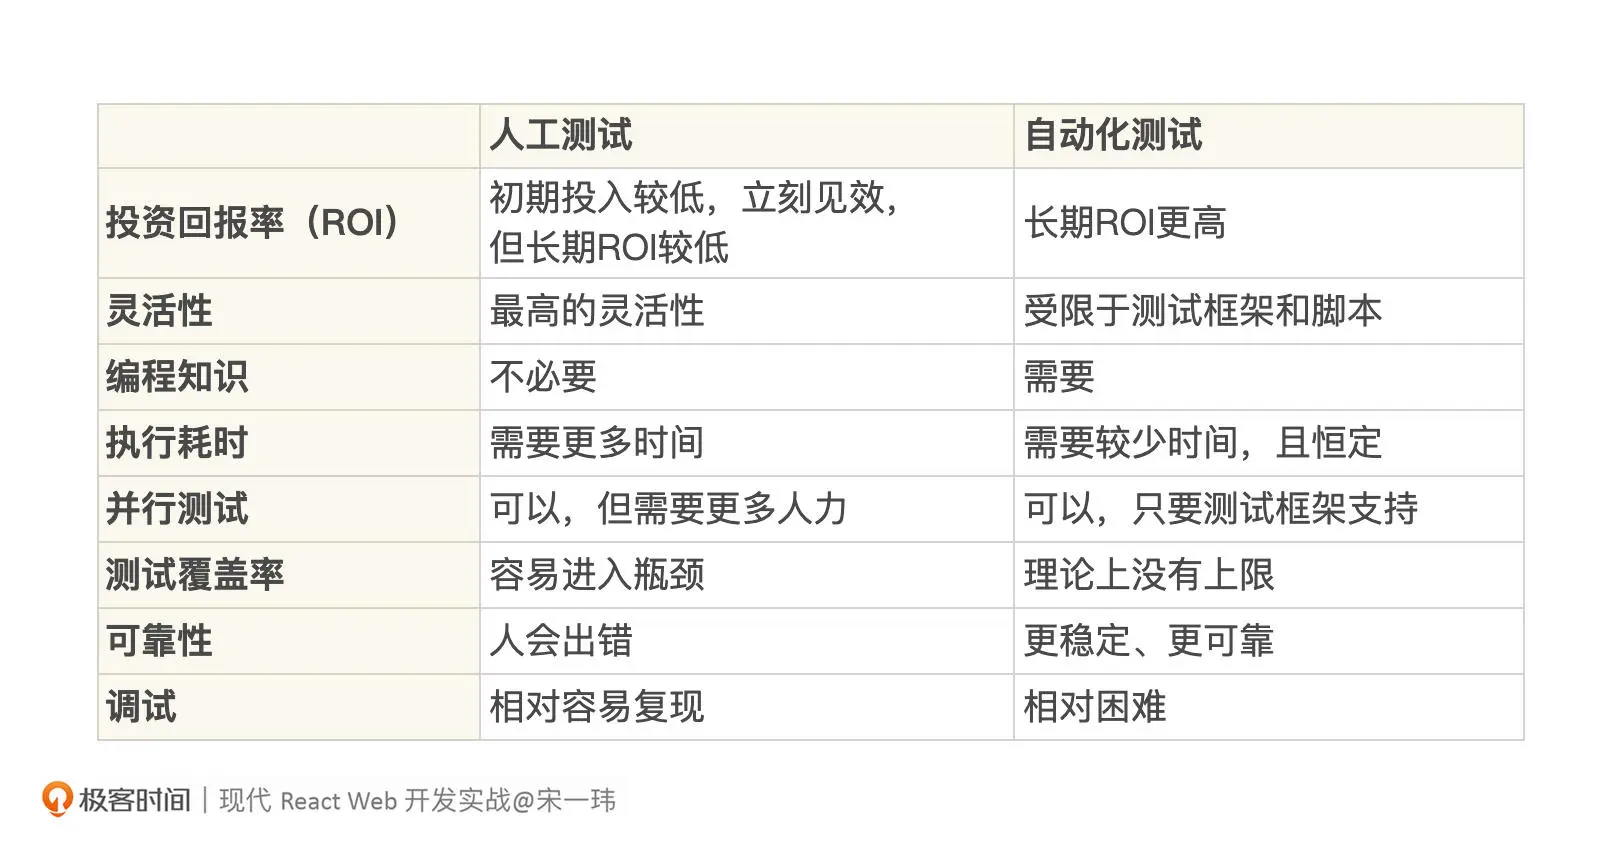 人工测试
自动化测试
投资回报率（ROI）
初期投入较低，立刻见效，
但长期ROI较低
长期ROI更高
灵活性
最高的灵活性
受限于测试框架和脚本
编程知识
不必要
需要
执行耗时
需要更多时间
需要较少时间，且恒定
并行测试
可以，但需要更多人力
可以，只要测试框架支持
测试覆盖率
容易进入瓶颈
理论上没有上限
可靠性
人会出错
更稳定、更可靠
调试
相对容易复现
相对困难
极客时间 | 现代 React Web 开发实战@宋一玮